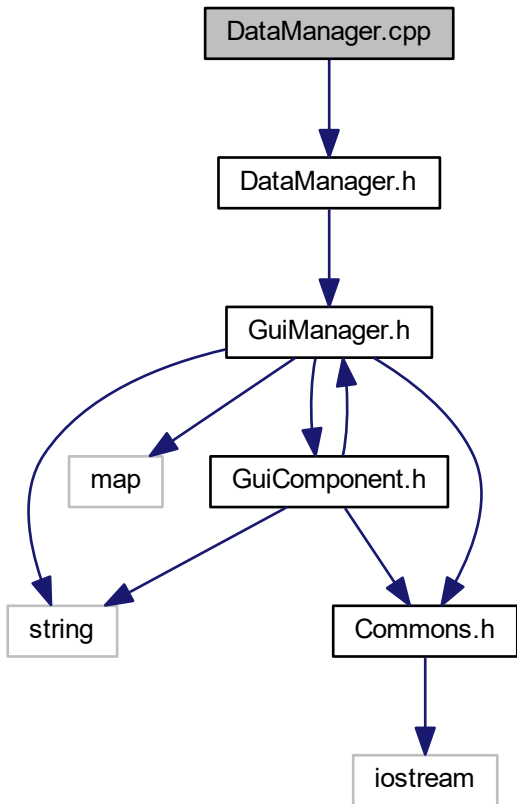 DataManager.cpp
DataManager.h
GuiManager.h
map
GuiComponent.h
string
Commons.h
iostream